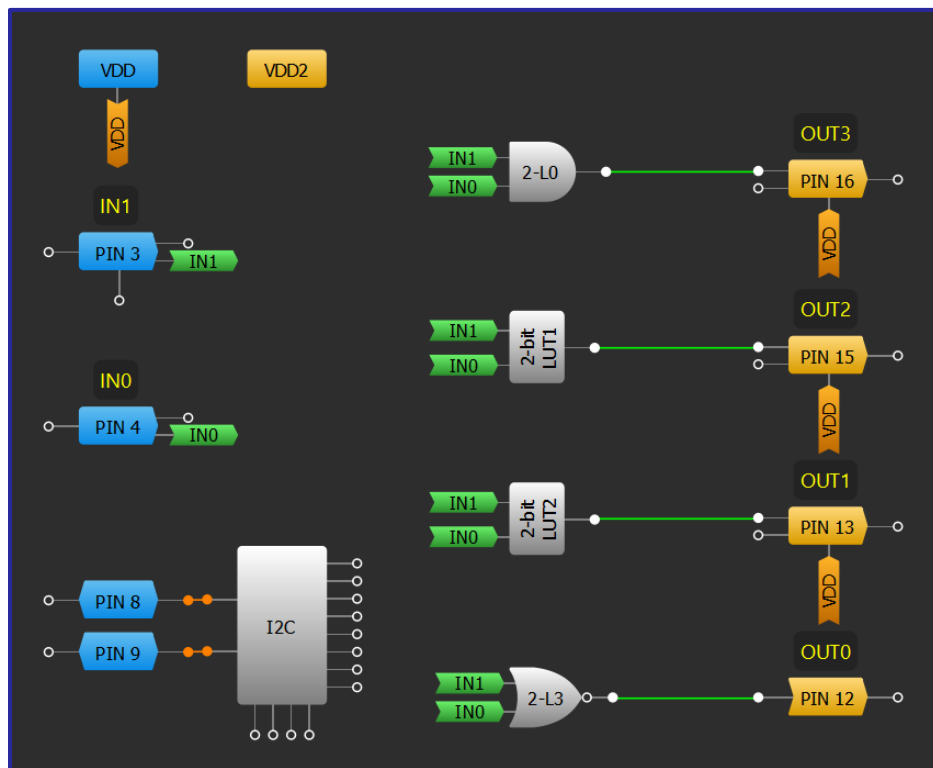 VDD
VDD2
VDD
IN1
PIN 3
IN1
IN0
PIN 4
IN0
PIN 8
PIN 9
I2C
IN1
IN0
2-L0
OUT3
PIN 16
VDD
IN1
IN0
2-bit
LUT1
OUT2
PIN 15
VDD
IN1
IN0
2-bit
LUT2
OUT1
PIN 13
VDD
IN1
IN0
2-L3
OUT0
PIN 12